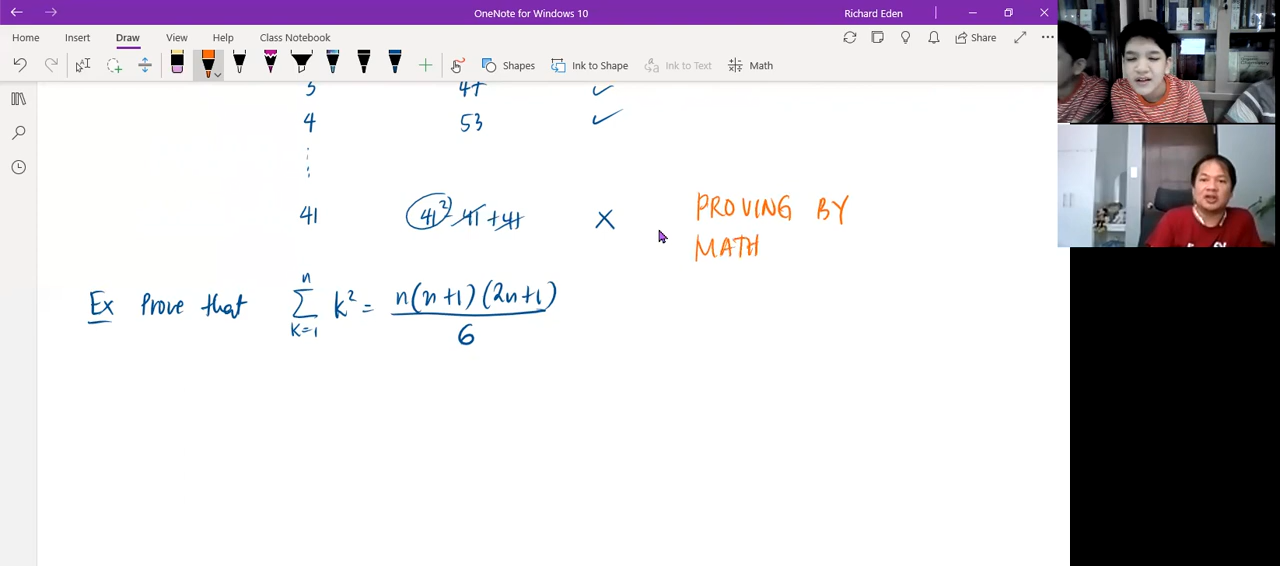 OneNote for Windows 10
Richard Eden
Home Insert Draw View Help Class Notebook
Share
Shapes Ink to Shape Ink to Text Math
3 47 ✓
4 53 ✓
⋮
41 41² - 41 + 41 ×
PROVING BY
MATH
Ex Prove that \sum_{k=1}^{n} k² = \frac{n(n+1)(2n+1)}{6}